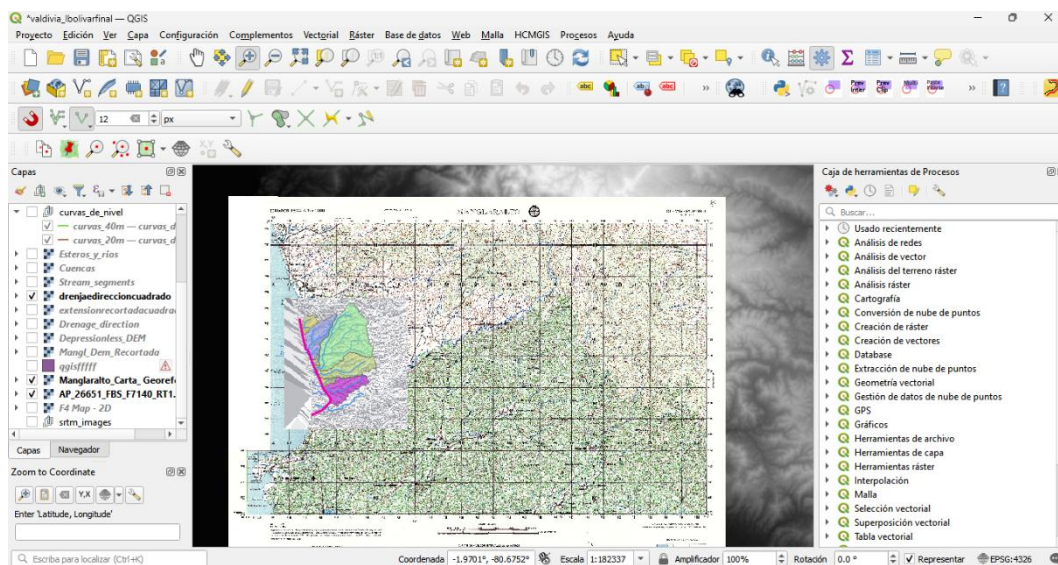 *valdivia_lbolivarfinal — QGIS
Proyecto Edición Ver Capa Configuración Complementos Vectorial Ráster Base de datos Web Malla HCMGIS Procesos Ayuda
12 px
Capas
curvas_de_nivel
curvas_40m — curvas_d
curvas_20m — curvas_d
Esteros_y_rios
Cuencas
Stream_segments
drenjaedireccioncuadrado
extensionrecortadacuadra
Drenage_direction
Depressionless_DEM
Mangl_Dem_Recortada
qgisfffff
Manglaralto_Carta_Georef
AP_26651_FBS_F7140_RT1.
F4 Map - 2D
srtm_images
Capas Navegador
Zoom to Coordinate
Y,X
Enter 'Latitude, Longitude'
MANGLARALTO
Caja de herramientas de Procesos
Buscar...
Usado recientemente
Análisis de redes
Análisis de vector
Análisis del terreno ráster
Análisis ráster
Cartografía
Conversión de nube de puntos
Creación de ráster
Creación de vectores
Database
Extracción de nube de puntos
Geometría vectorial
Gestión de datos de nube de puntos
GPS
Gráficos
Herramientas de archivo
Herramientas de capa
Herramientas ráster
Interpolación
Malla
Selección vectorial
Superposición vectorial
Tabla vectorial
Escriba para localizar (Ctrl+K) Coordenada -1.9701°, -80.6752° Escala 1:182337 Amplificador 100% Rotación 0.0 ° Representar EPSG:4326